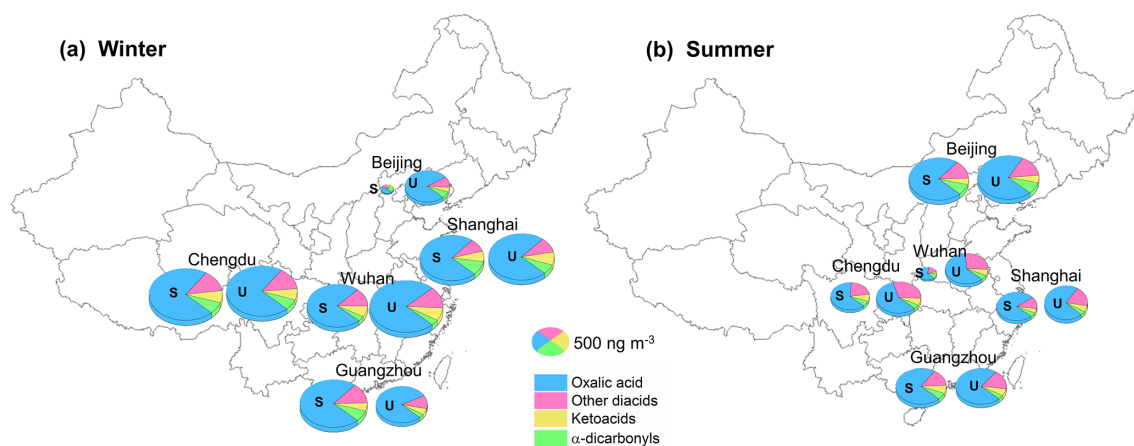 (a) Winter
Beijing
S
U
Shanghai
S
U
Chengdu
S
U
Wuhan
S
U
Guangzhou
S
U
(b) Summer
Beijing
S
U
Wuhan
S
U
Chengdu
S
U
Shanghai
S
U
Guangzhou
S
U
500 ng m⁻³
Oxalic acid
Other diacids
Ketoacids
α-dicarbonyls